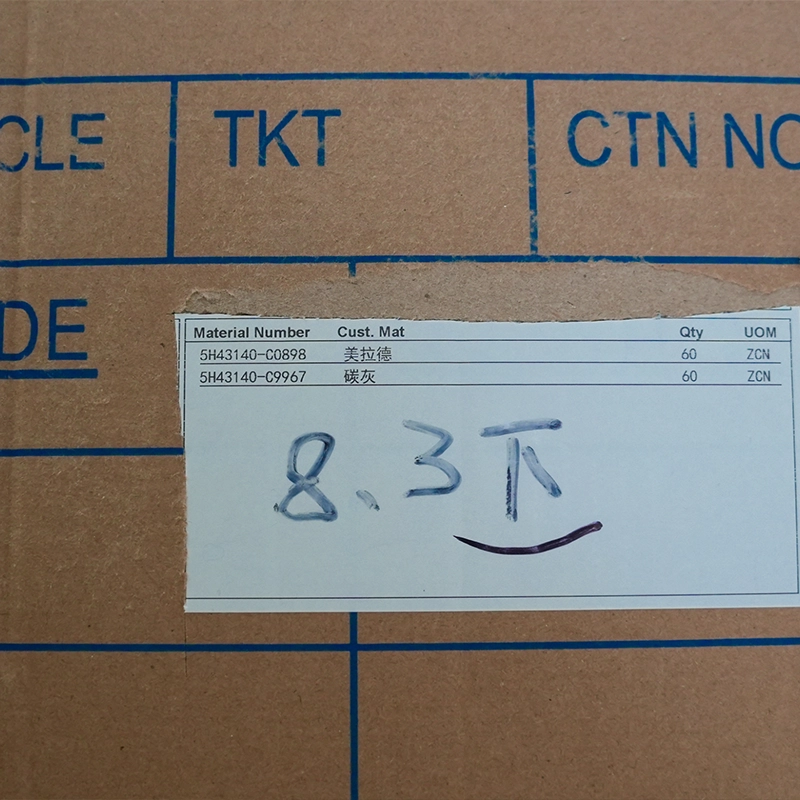 CLE TKT CTN NO
DE
Material Number Cust. Mat Qty UOM
5H43140-C0898 美拉德 60 ZCN
5H43140-C9967 碳灰 60 ZCN
8.3下